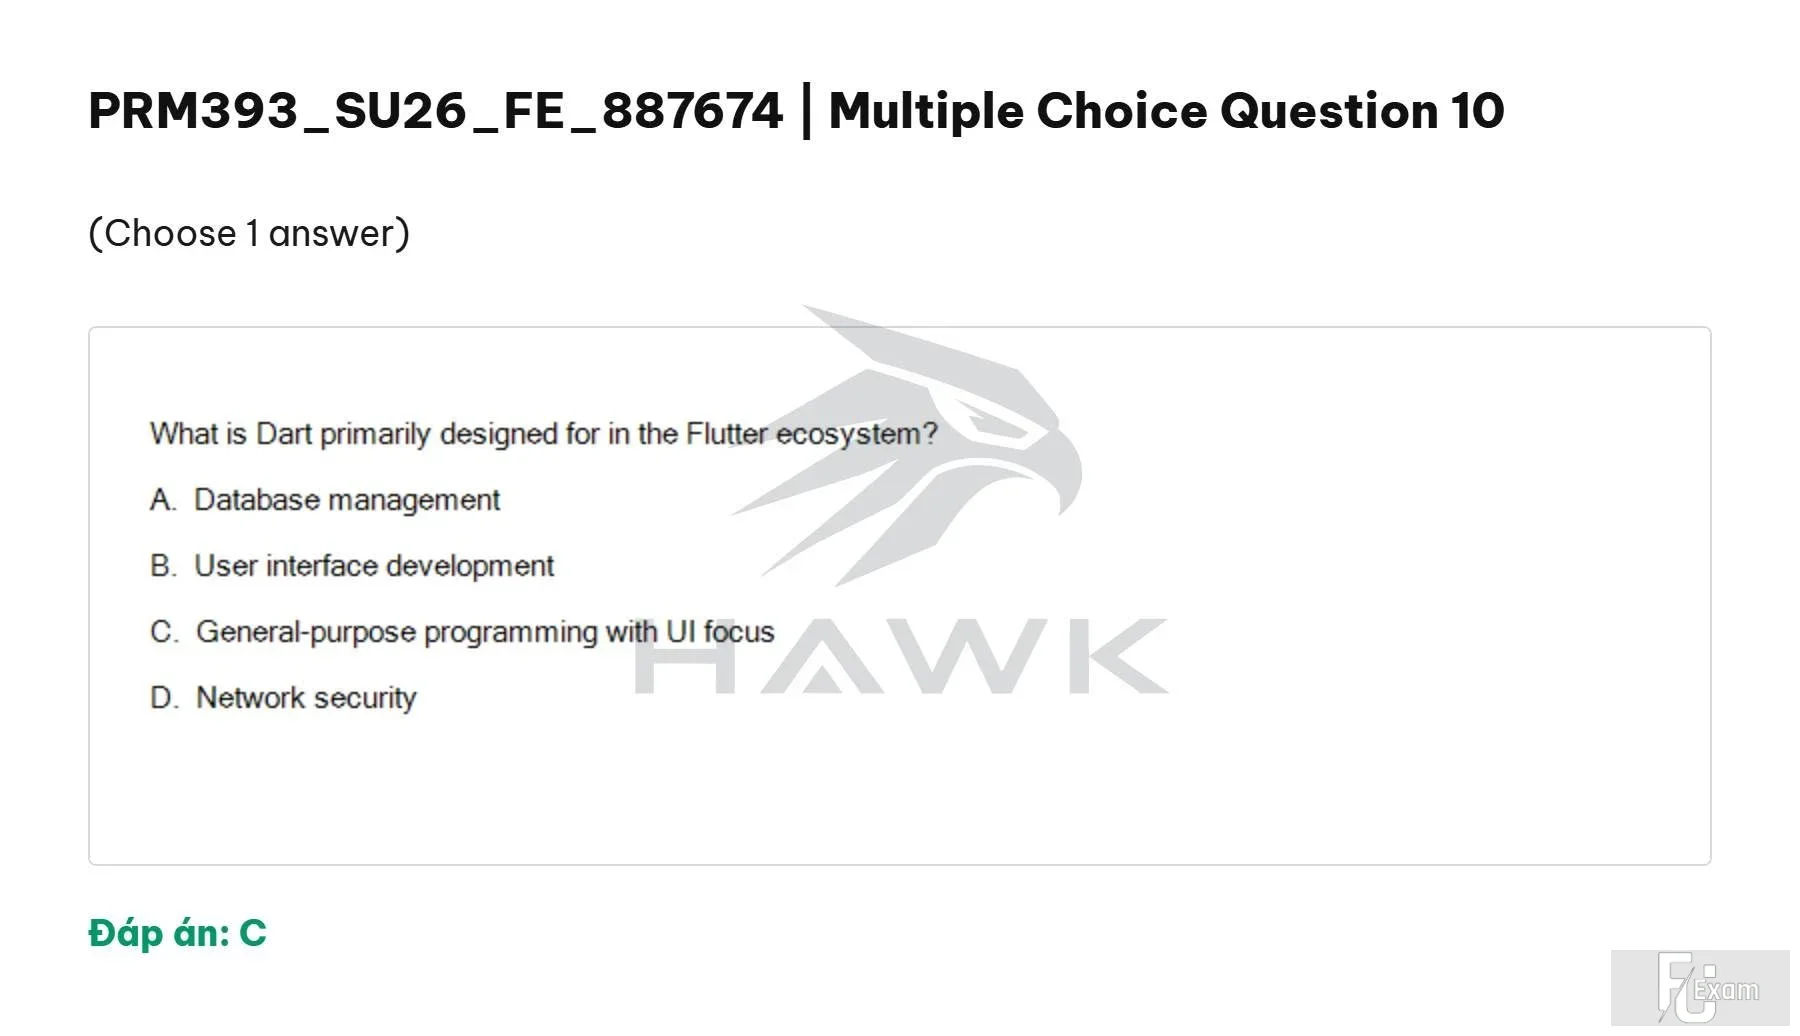 PRM393_SU26_FE_887674 | Multiple Choice Question 10
(Choose 1 answer)
What is Dart primarily designed for in the Flutter ecosystem?
A. Database management
B. User interface development
C. General-purpose programming with UI focus
D. Network security
HAWK
Đáp án: C
FU Exam